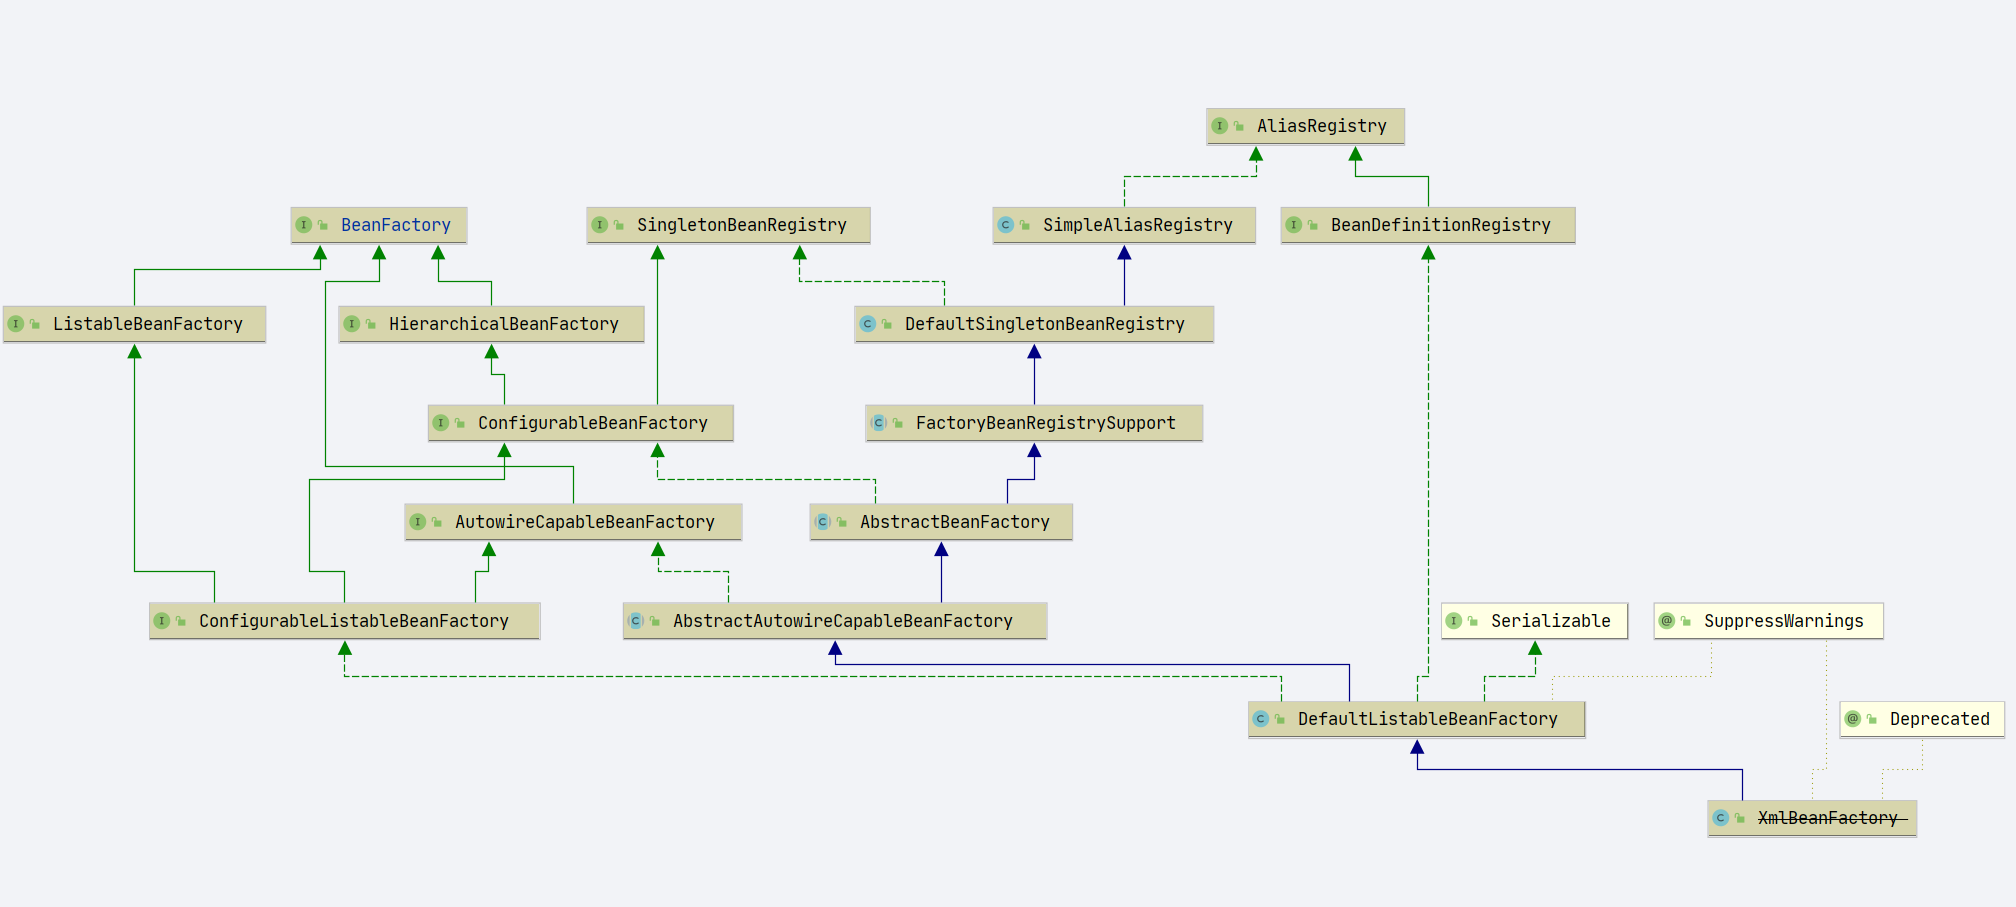 AliasRegistry
BeanFactory
SingletonBeanRegistry
SimpleAliasRegistry
BeanDefinitionRegistry
ListableBeanFactory
HierarchicalBeanFactory
DefaultSingletonBeanRegistry
ConfigurableBeanFactory
FactoryBeanRegistrySupport
AutowireCapableBeanFactory
AbstractBeanFactory
ConfigurableListableBeanFactory
AbstractAutowireCapableBeanFactory
Serializable
SuppressWarnings
DefaultListableBeanFactory
Deprecated
XmlBeanFactory